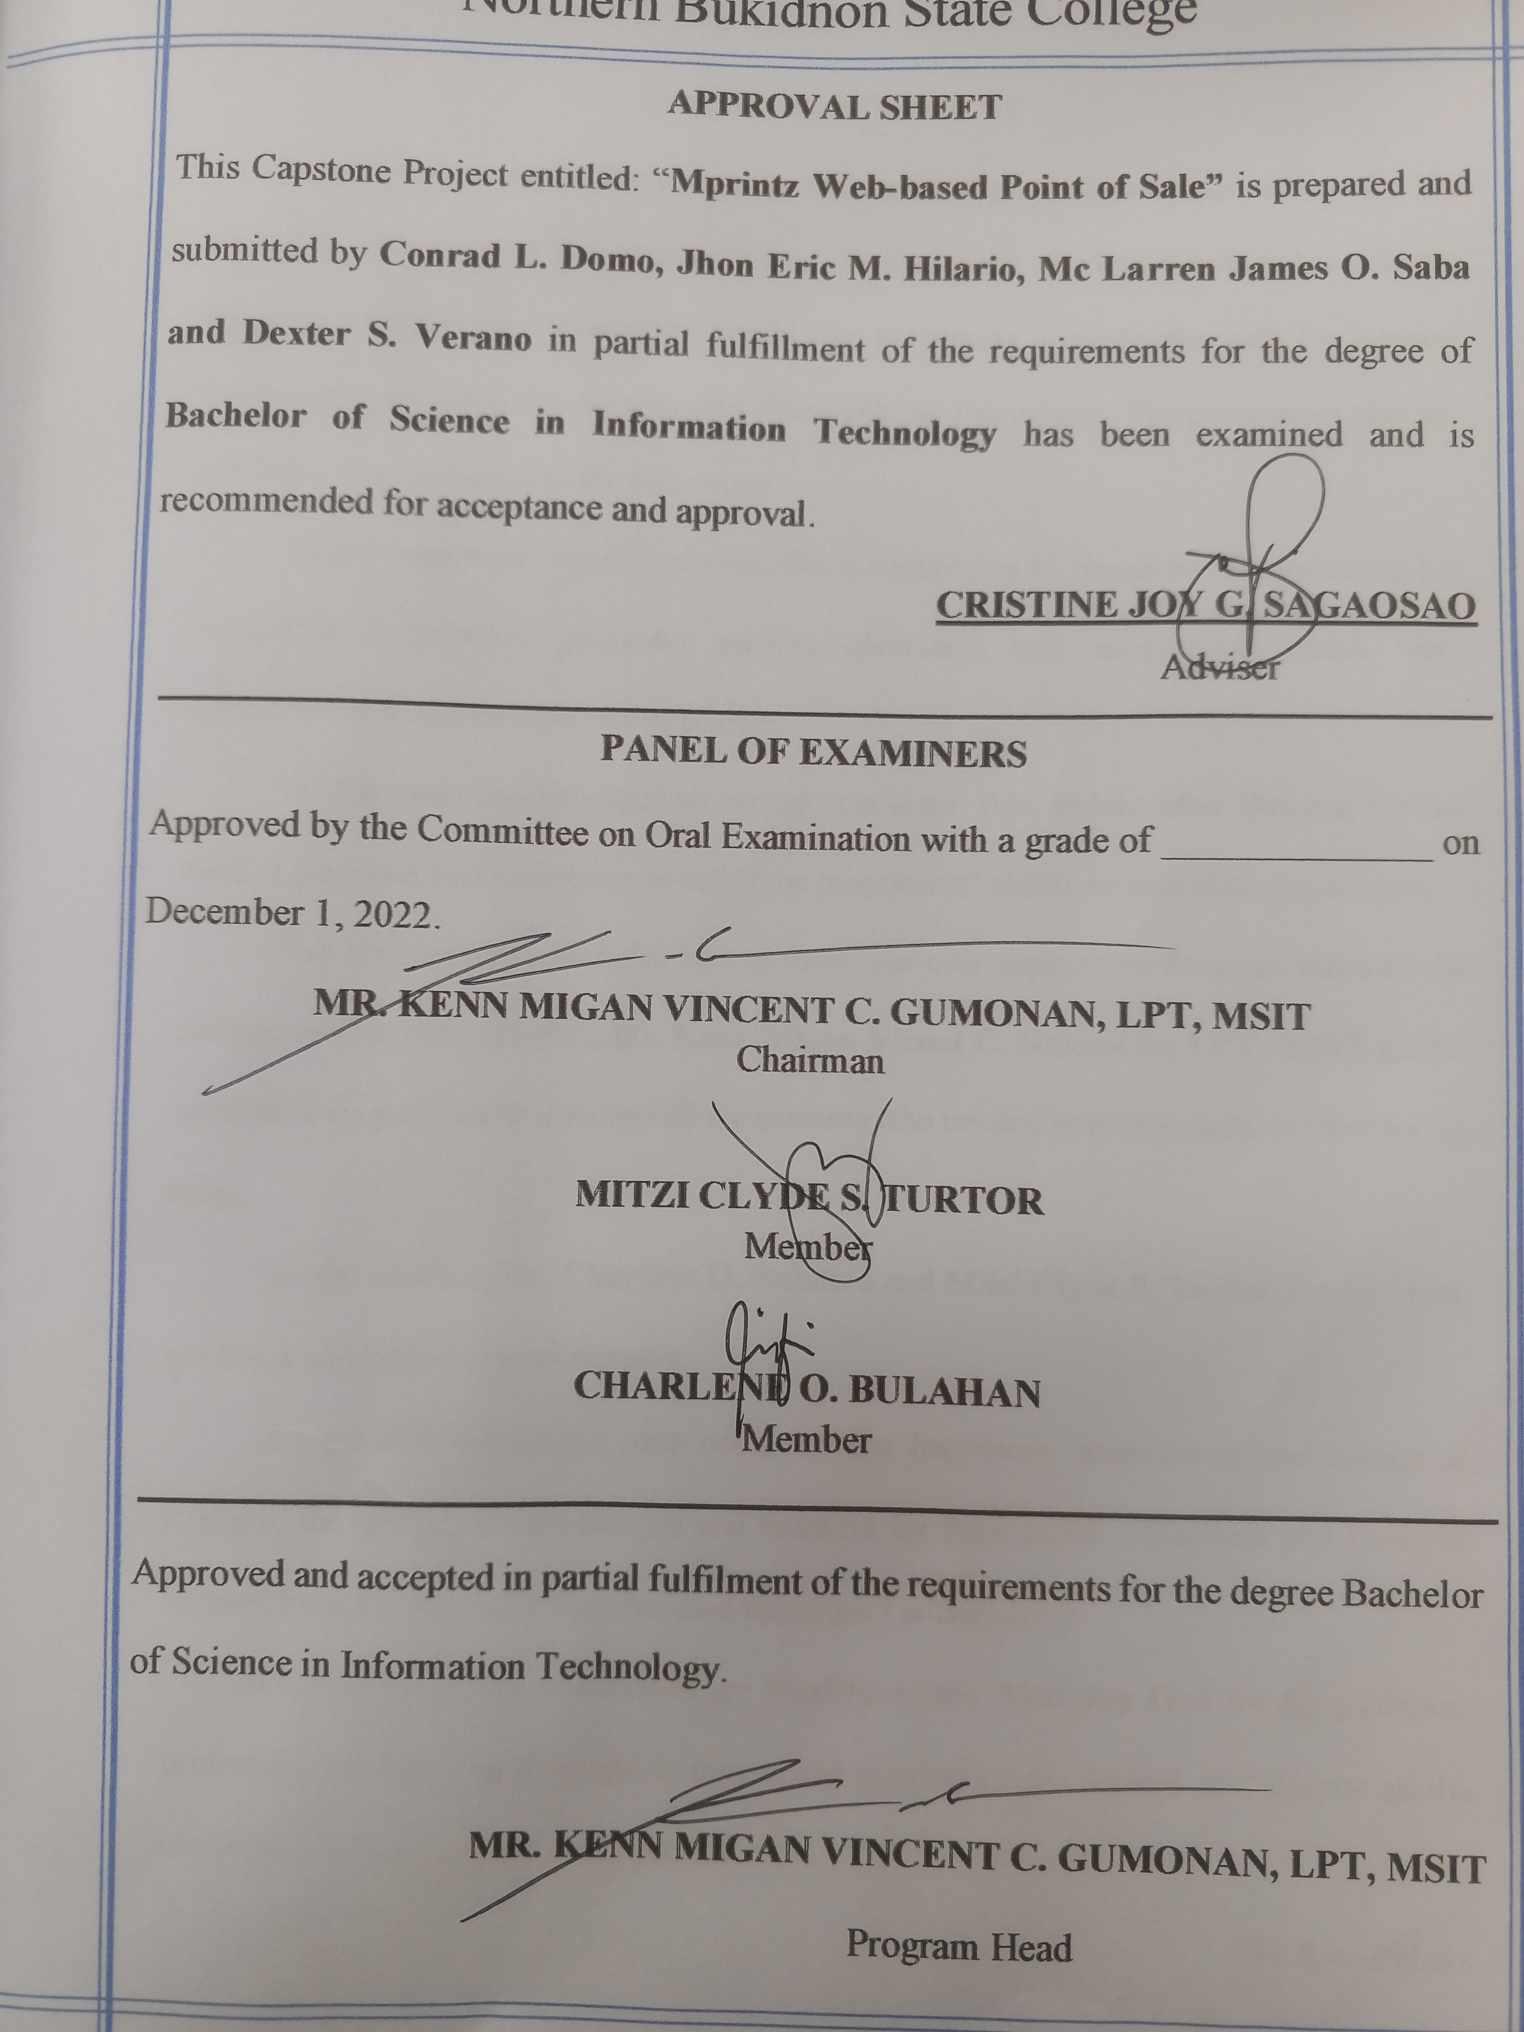 Northern Bukidnon State College
APPROVAL SHEET
This Capstone Project entitled: “Mprintz Web-based Point of Sale” is prepared and
submitted by Conrad L. Domo, Jhon Eric M. Hilario, Mc Larren James O. Saba
and Dexter S. Verano in partial fulfillment of the requirements for the degree of
Bachelor of Science in Information Technology has been examined and is
recommended for acceptance and approval.
CRISTINE JOY G. SAGAOSAO
Adviser
PANEL OF EXAMINERS
Approved by the Committee on Oral Examination with a grade of ______________ on
December 1, 2022.
MR. KENN MIGAN VINCENT C. GUMONAN, LPT, MSIT
Chairman
MITZI CLYDE S. TURTOR
Member
CHARLENE O. BULAHAN
Member
Approved and accepted in partial fulfilment of the requirements for the degree Bachelor
of Science in Information Technology.
MR. KENN MIGAN VINCENT C. GUMONAN, LPT, MSIT
Program Head